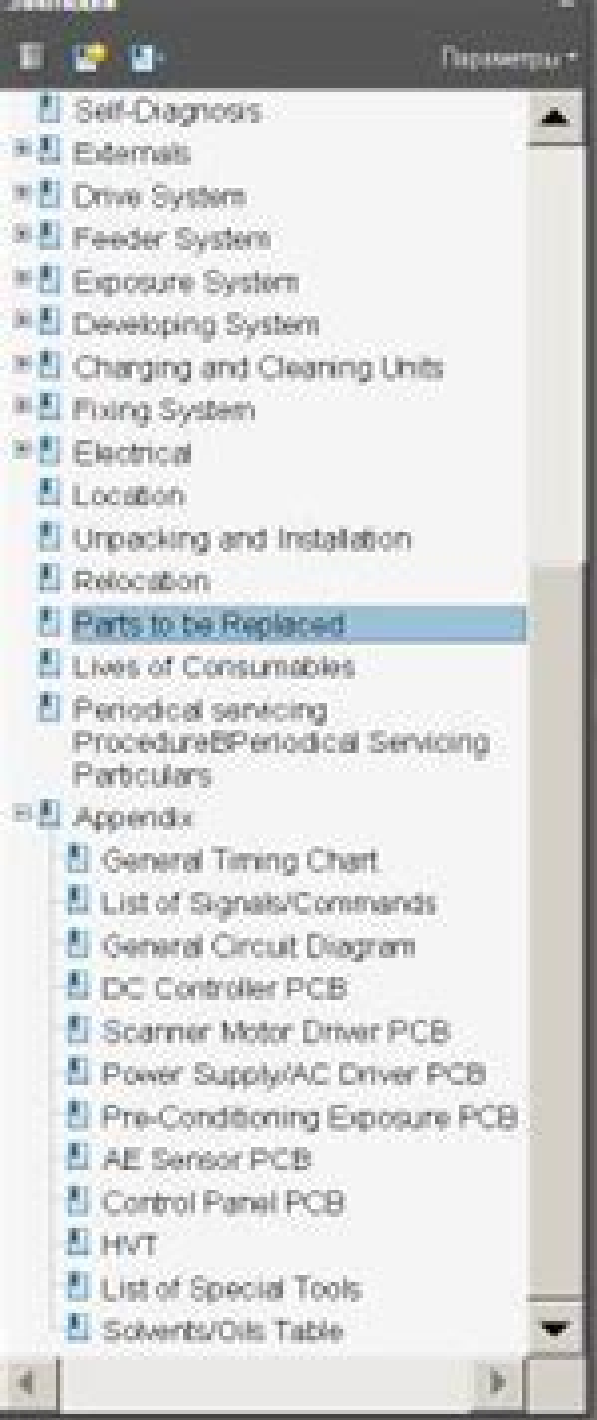 Закладки
Параметры
Self-Diagnosis
Externals
Drive System
Feeder System
Exposure System
Developing System
Charging and Cleaning Units
Fixing System
Electrical
Location
Unpacking and Installation
Relocation
Parts to be Replaced
Lives of Consumables
Periodical servicing
ProcedureBPeriodical Servicing
Particulars
Appendix
General Timing Chart
List of Signals/Commands
General Circuit Diagram
DC Controller PCB
Scanner Motor Driver PCB
Power Supply/AC Driver PCB
Pre-Conditioning Exposure PCB
AE Sensor PCB
Control Panel PCB
HVT
List of Special Tools
Solvents/Oils Table